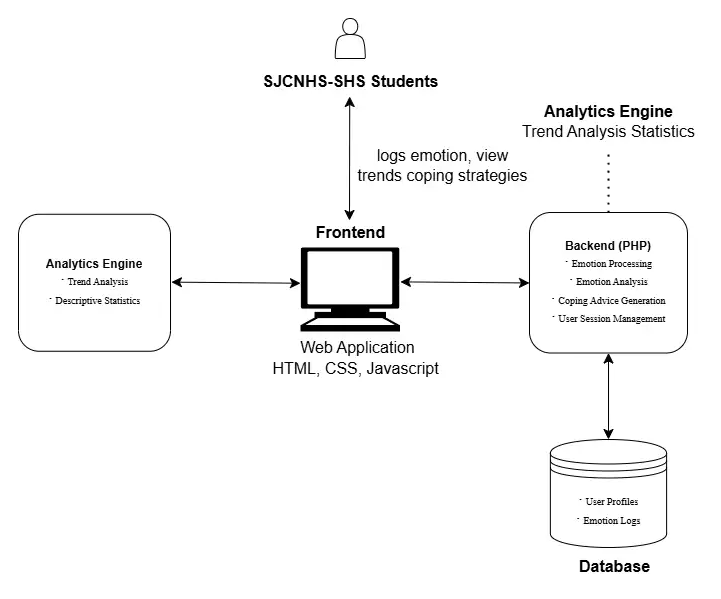 SJCNHS-SHS Students
Analytics Engine
Trend Analysis Statistics
logs emotion, view
trends coping strategies
Frontend
Analytics Engine
· Trend Analysis
· Descriptive Statistics
Backend (PHP)
· Emotion Processing
· Emotion Analysis
· Coping Advice Generation
· User Session Management
Web Application
HTML, CSS, Javascript
· User Profiles
· Emotion Logs
Database